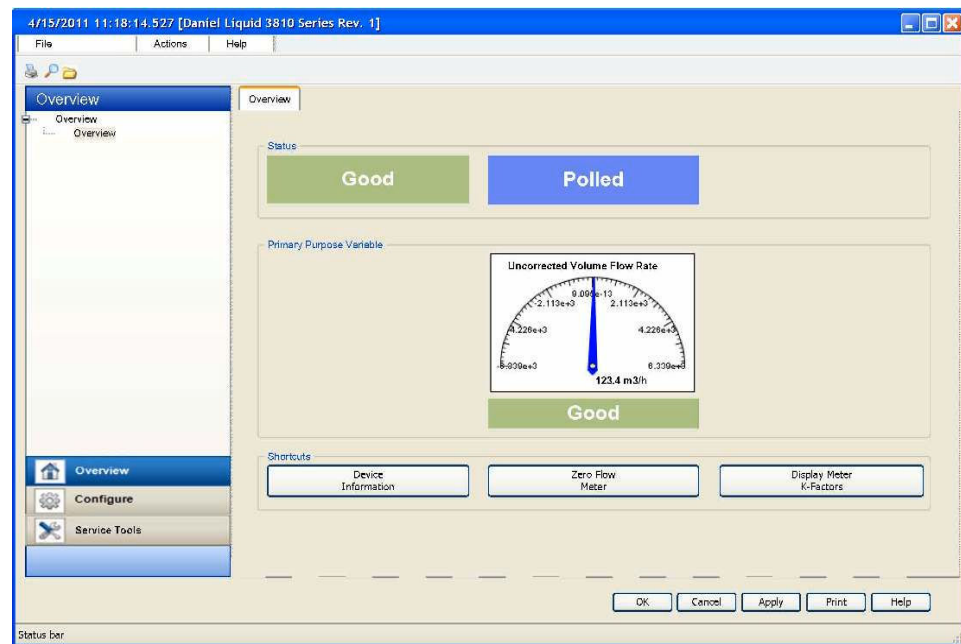 4/15/2011 11:18:14.527 [Daniel Liquid 3810 Series Rev. 1]
File Actions Help
Overview
Overview
Overview
Overview
Status
Good Polled
Primary Purpose Variable
Uncorrected Volume Flow Rate
9.095e-13
-2.113e+3 2.113e+3
4.226e+3 4.226e+3
6.339e+3
123.4 m3/h
Good
Shortcuts
Device
Information
Zero Flow
Meter
Display Meter
K-Factors
Overview
Configure
Service Tools
OK Cancel Apply Print Help
Status bar